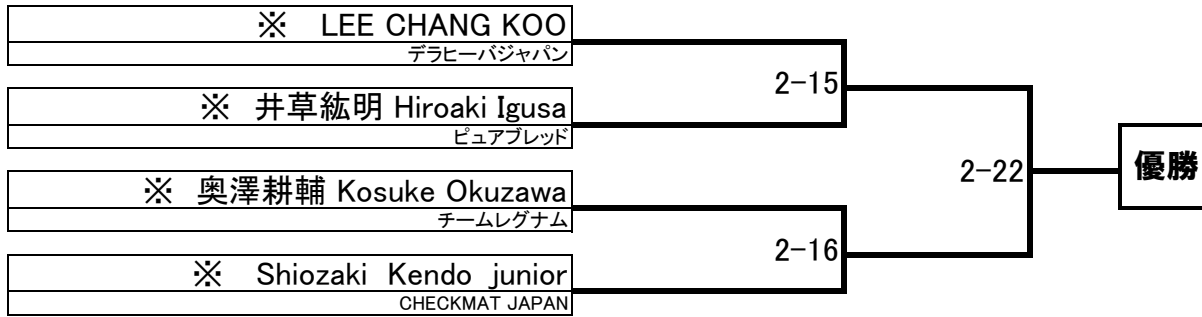 ※ LEE CHANG KOO
デラヒーバジャパン
2-15
※ 井草紘明 Hiroaki Igusa
ピュアブレッド
2-22
優勝
※ 奥澤耕輔 Kosuke Okuzawa
チームレグナム
2-16
※ Shiozaki Kendo junior
CHECKMAT JAPAN